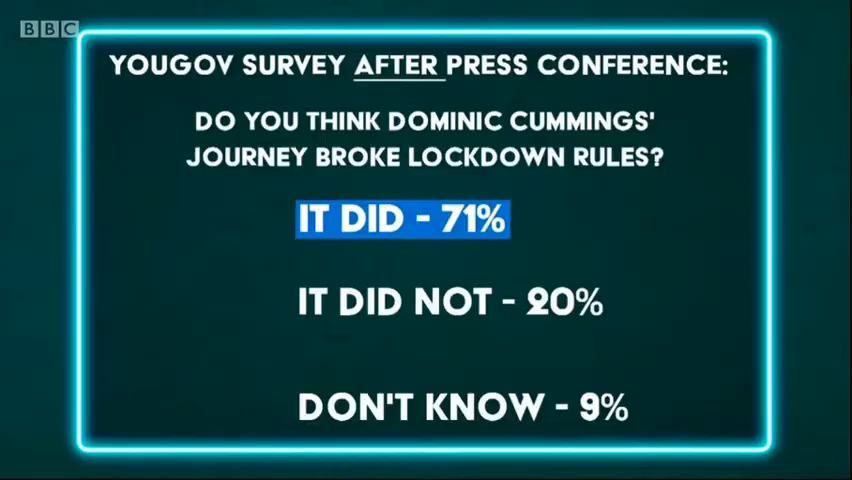 BBC
YOUGOV SURVEY AFTER PRESS CONFERENCE:
DO YOU THINK DOMINIC CUMMINGS'
JOURNEY BROKE LOCKDOWN RULES?
IT DID - 71%
IT DID NOT - 20%
DON'T KNOW - 9%